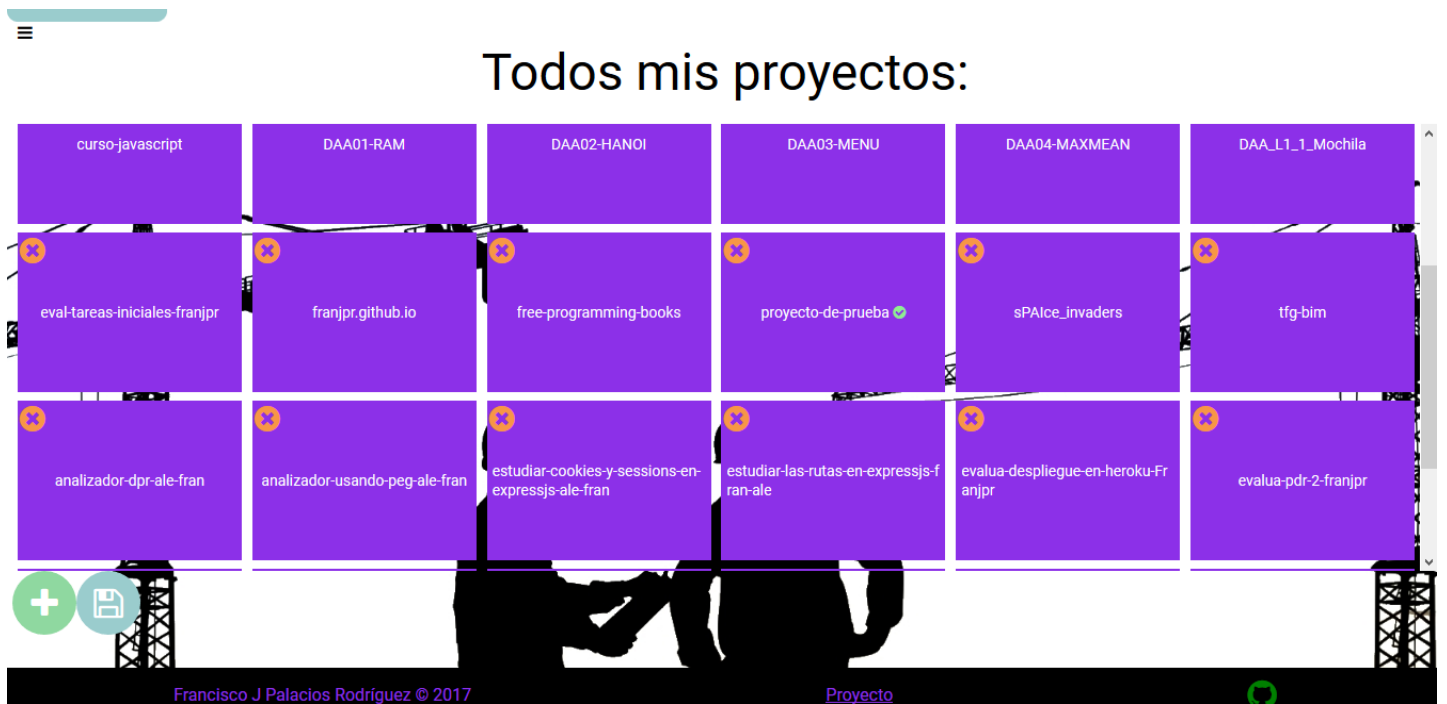 Todos mis proyectos:
curso-javascript
DAA01-RAM
DAA02-HANOI
DAA03-MENU
DAA04-MAXMEAN
DAA_L1_1_Mochila
eval-tareas-iniciales-franjpr
franjpr.github.io
free-programming-books
proyecto-de-prueba
sPAIce_invaders
tfg-bim
analizador-dpr-ale-fran
analizador-usando-peg-ale-fran
estudiar-cookies-y-sessions-en-
expressjs-ale-fran
estudiar-las-rutas-en-expressjs-f
ran-ale
evalua-despliegue-en-heroku-Fr
anjpr
evalua-pdr-2-franjpr
Francisco J Palacios Rodríguez © 2017
Proyecto